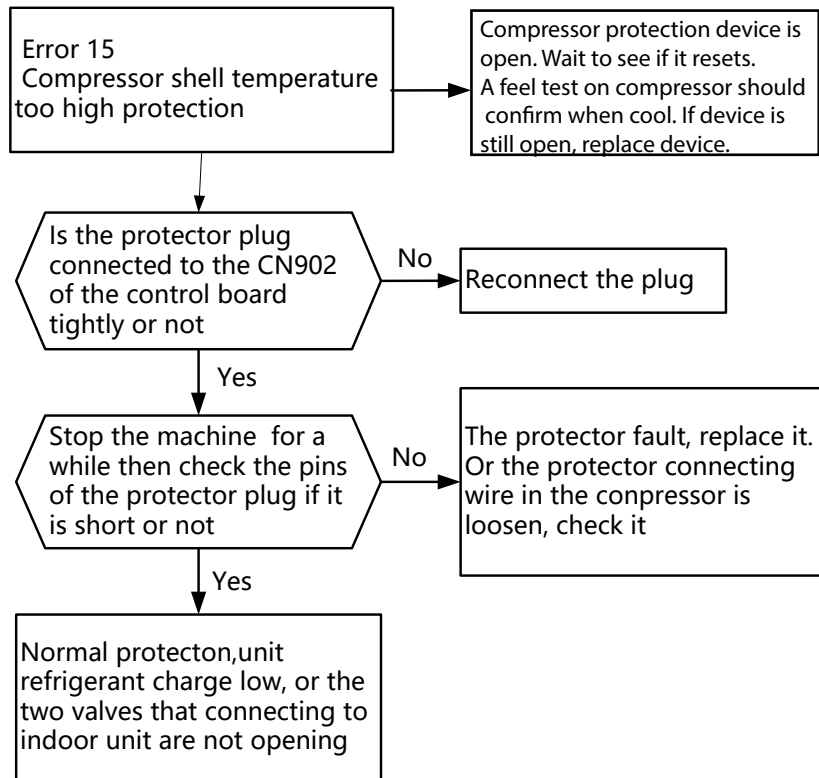 Error 15
Compressor shell temperature
too high protection
Compressor protection device is
open. Wait to see if it resets.
A feel test on compressor should
confirm when cool. If device is
still open, replace device.
Is the protector plug
connected to the CN902
of the control board
tightly or not
No
Reconnect the plug
Yes
Stop the machine for a
while then check the pins
of the protector plug if it
is short or not
No
The protector fault, replace it.
Or the protector connecting
wire in the conpressor is
loosen, check it
Yes
Normal protecton,unit
refrigerant charge low, or the
two valves that connecting to
indoor unit are not opening